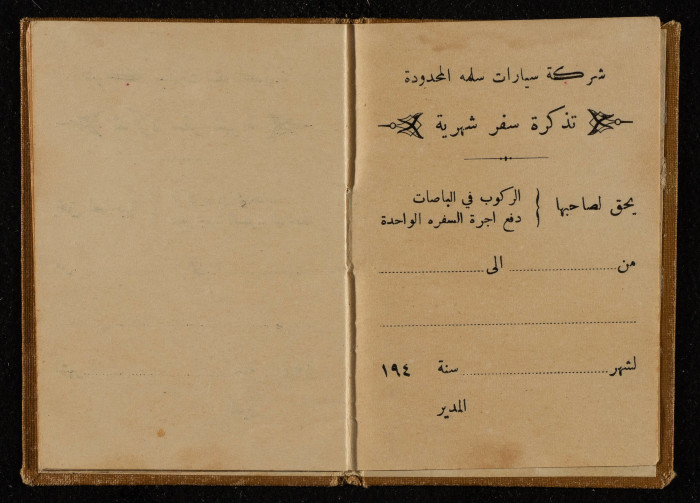 شركة سيارات سلمه المحدودة
تذكرة سفر شهرية
يحق لصاحبها { الركوب في الباصات
دفع اجرة السفره الواحدة
من ........................ الى ........................
........................................................
لشهر ................................ سنة ١٩٤
المدير